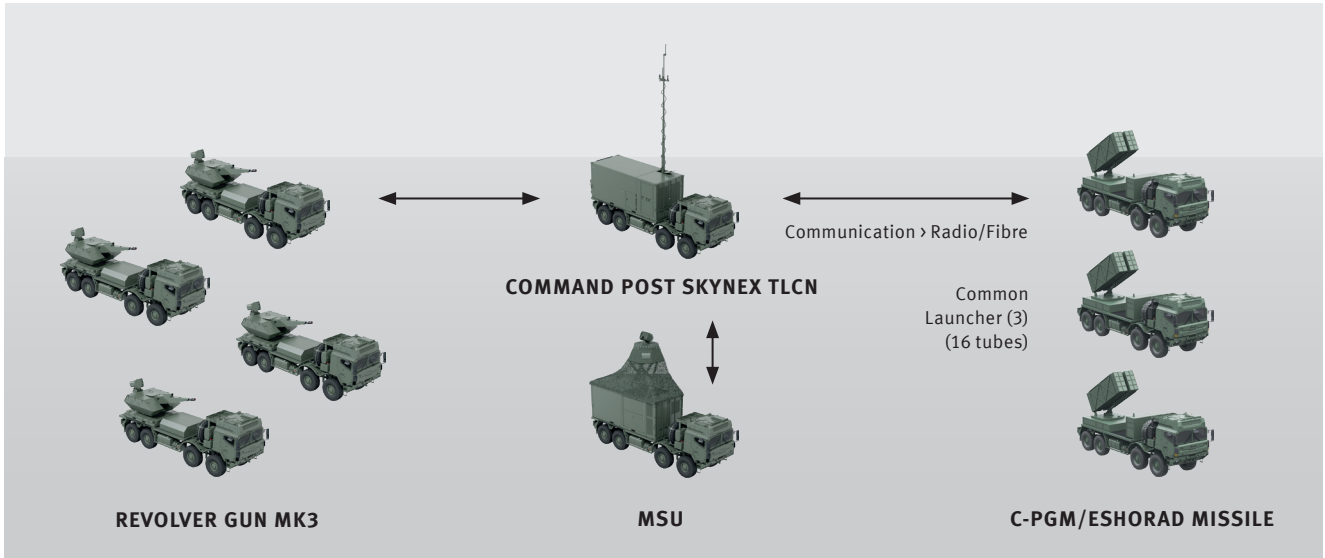 Communication › Radio/Fibre
COMMAND POST SKYNEX TLCN
Common
Launcher (3)
(16 tubes)
REVOLVER GUN MK3
MSU
C-PGM/ESHORAD MISSILE